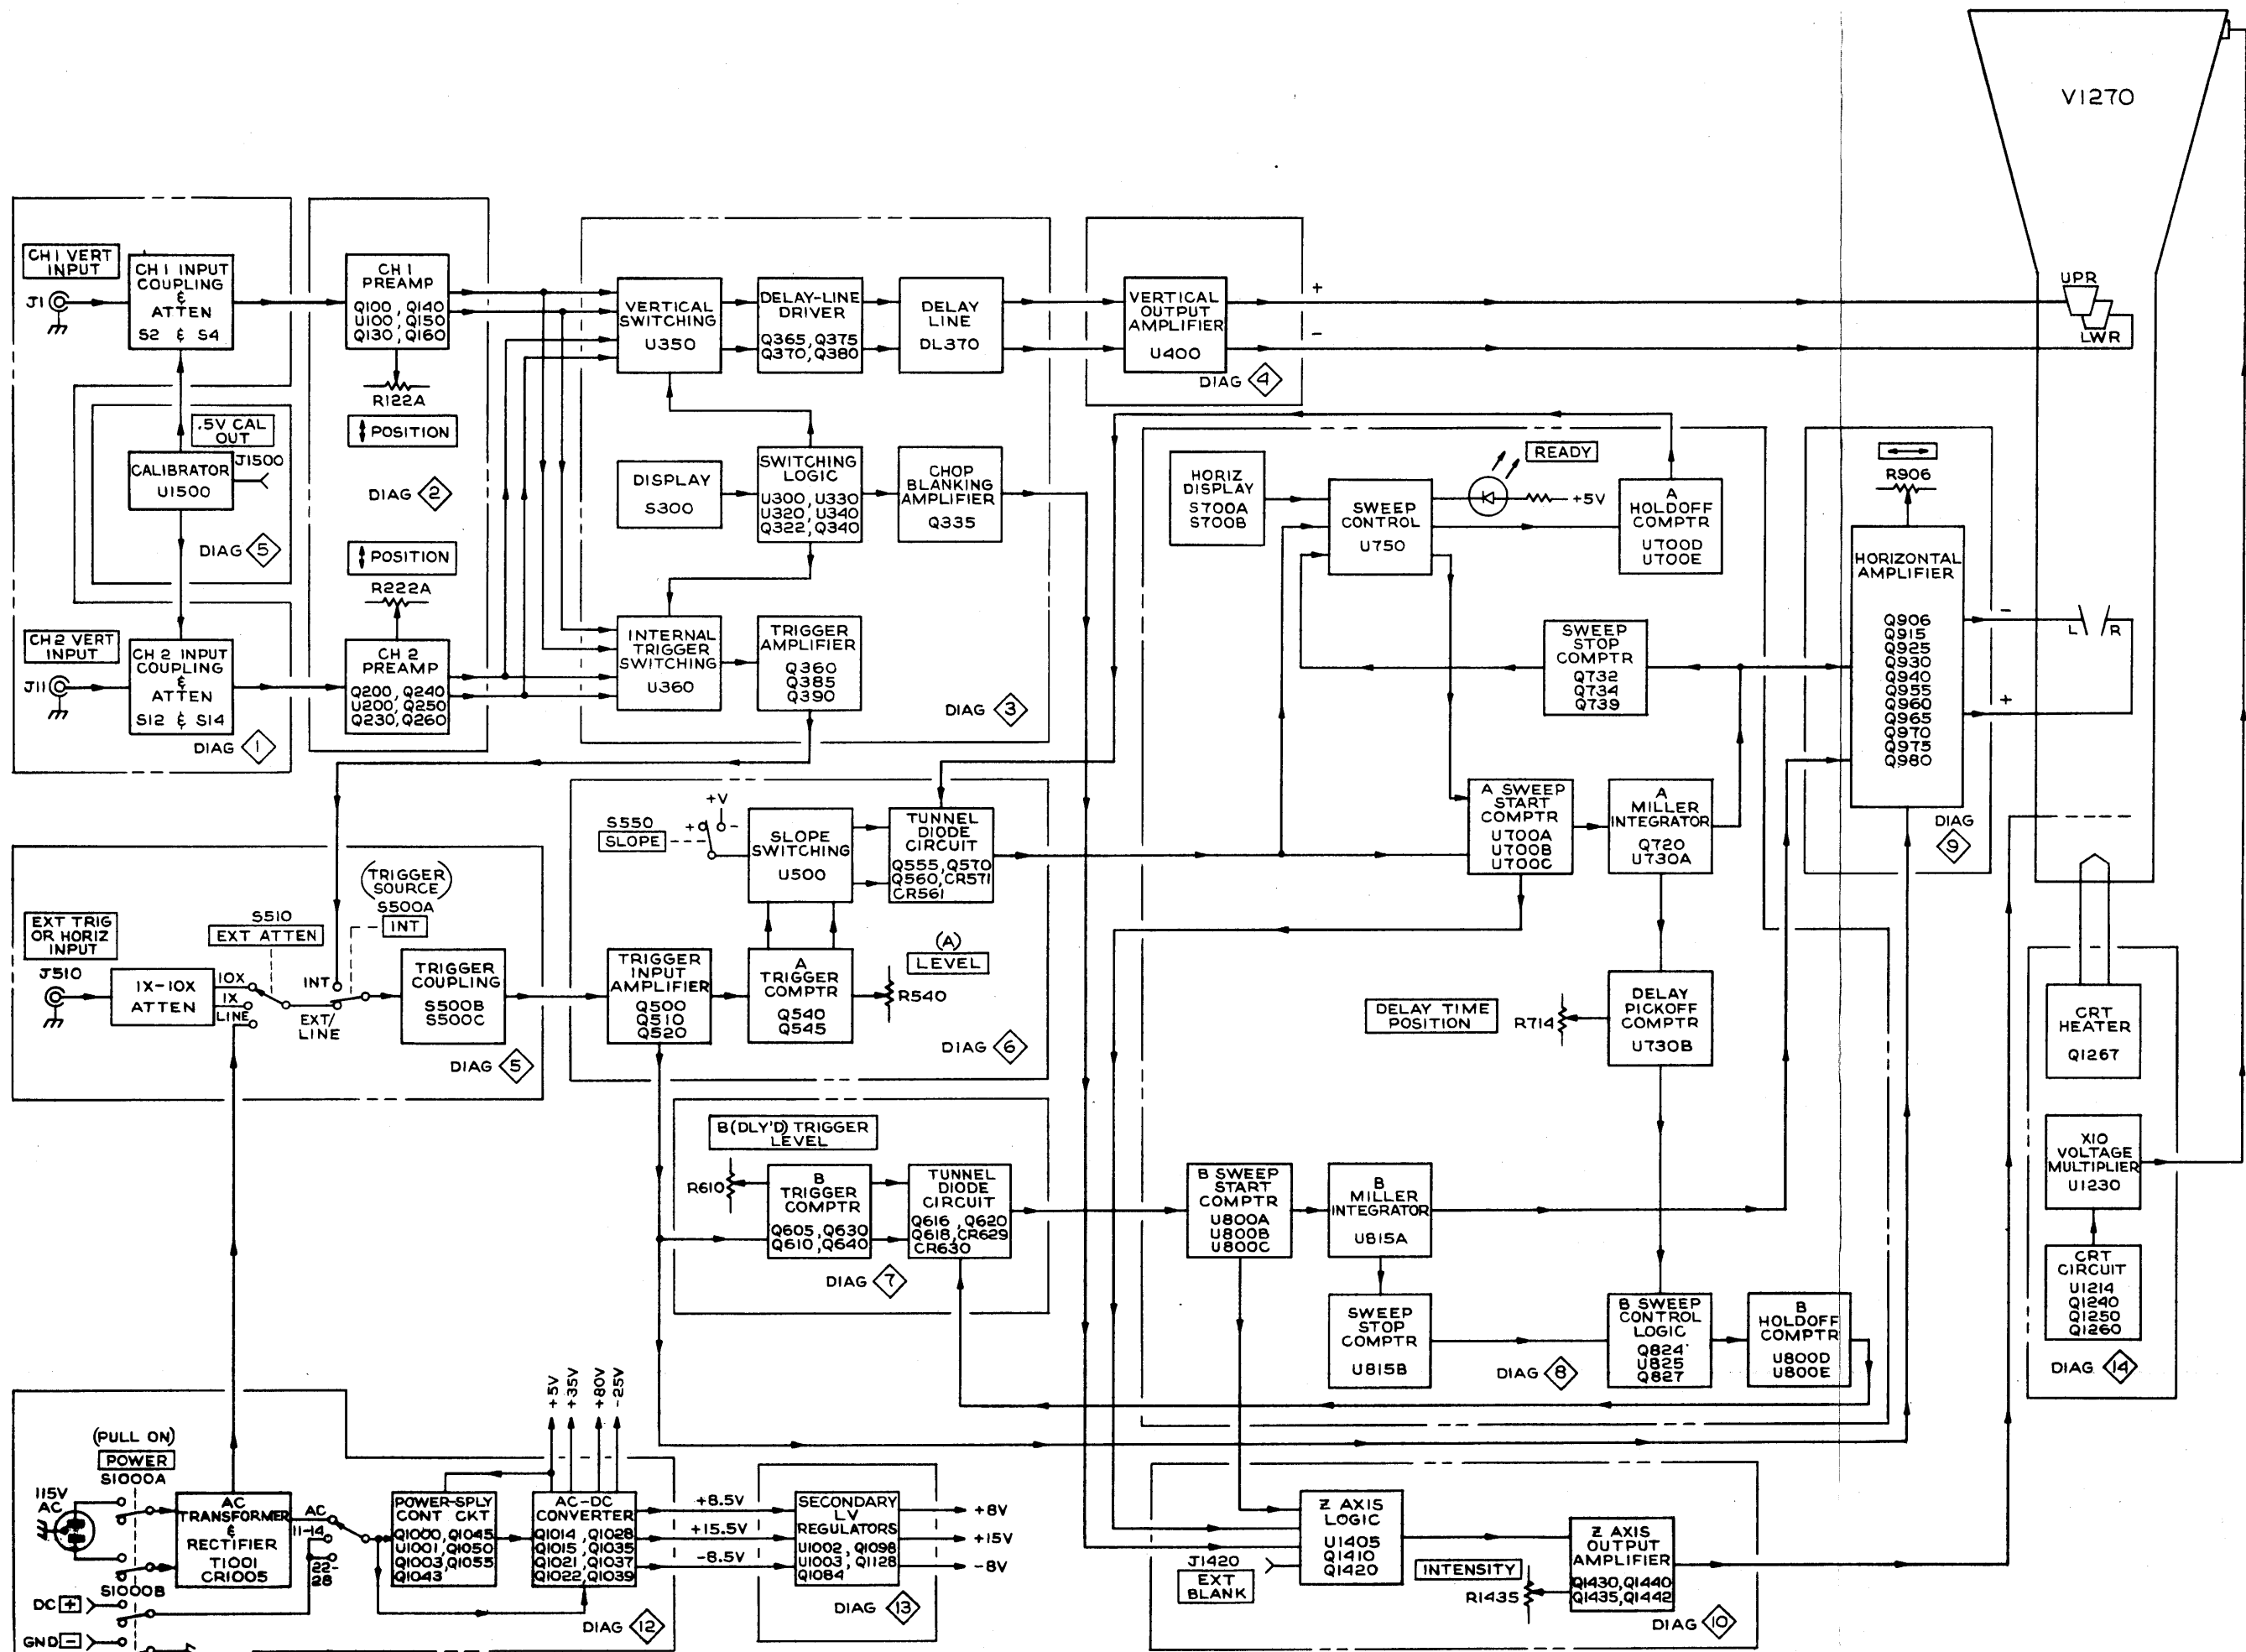 V1270
UPR
LWR
CH 1 VERT
INPUT
J1
CH 1 INPUT
COUPLING
&
ATTEN
S2 & S4
CH 1
PREAMP
Q100, Q140
U100, Q150
Q130, Q160
R122A
POSITION
VERTICAL
SWITCHING
U350
DELAY-LINE
DRIVER
Q365, Q375
Q370, Q380
DELAY
LINE
DL370
VERTICAL
OUTPUT
AMPLIFIER
U400
+
-
DIAG 4
.5V CAL
OUT
J1500
CALIBRATOR
U1500
DIAG 5
DIAG 2
POSITION
R222A
DISPLAY
S300
SWITCHING
LOGIC
U300, U330
U320, U340
Q322, Q340
CHOP
BLANKING
AMPLIFIER
Q335
HORIZ
DISPLAY
S700A
S700B
SWEEP
CONTROL
U750
READY
+5V
A
HOLDOFF
COMPTR
U700D
U700E
R906
HORIZONTAL
AMPLIFIER
Q906
Q915
Q925
Q930
Q940
Q955
Q960
Q965
Q970
Q975
Q980
-
+
L
R
DIAG
9
CH 2 VERT
INPUT
J11
CH 2 INPUT
COUPLING
&
ATTEN
S12 & S14
DIAG 1
CH 2
PREAMP
Q200, Q240
U200, Q250
Q230, Q260
INTERNAL
TRIGGER
SWITCHING
U360
TRIGGER
AMPLIFIER
Q360
Q385
Q390
DIAG 3
SWEEP
STOP
COMPTR
Q732
Q734
Q739
+V
+
-
S550
SLOPE
SLOPE
SWITCHING
U500
TUNNEL
DIODE
CIRCUIT
Q555, Q570
Q560, CR571
CR561
A SWEEP
START
COMPTR
U700A
U700B
U700C
A
MILLER
INTEGRATOR
Q720
U730A
EXT TRIG
OR HORIZ
INPUT
J510
1X-10X
ATTEN
S510
EXT ATTEN
10X
1X
LINE
(TRIGGER
SOURCE)
S500A
INT
INT
EXT/
LINE
TRIGGER
COUPLING
S500B
S500C
DIAG 5
TRIGGER
INPUT
AMPLIFIER
Q500
Q510
Q520
A
TRIGGER
COMPTR
Q540
Q545
(A)
LEVEL
R540
DIAG 6
DELAY TIME
POSITION
R714
DELAY
PICKOFF
COMPTR
U730B
CRT
HEATER
Q1267
B(DLY'D) TRIGGER
LEVEL
R610
B
TRIGGER
COMPTR
Q605, Q630
Q610, Q640
TUNNEL
DIODE
CIRCUIT
Q616, Q620
Q618, CR629
CR630
DIAG 7
B SWEEP
START
COMPTR
U800A
U800B
U800C
B
MILLER
INTEGRATOR
U815A
SWEEP
STOP
COMPTR
U815B
DIAG 8
B SWEEP
CONTROL
LOGIC
Q824
U825
Q827
B
HOLDOFF
COMPTR
U800D
U800E
X10
VOLTAGE
MULTIPLIER
U1230
CRT
CIRCUIT
U1214
Q1240
Q1250
Q1260
DIAG 14
(PULL ON)
POWER
S1000A
115V
AC
S1000B
DC +
GND -
AC
TRANSFORMER
&
RECTIFIER
T1001
CR1005
AC
11-14
22-
28
POWER-SPLY
CONT CKT
Q1000, Q1045
U1001, Q1050
Q1003, Q1055
Q1043
+5V
+35V
+80V
-25V
AC-DC
CONVERTER
Q1014, Q1028
Q1015, Q1035
Q1021, Q1037
Q1022, Q1039
DIAG 12
+8.5V
+15.5V
-8.5V
SECONDARY
LV
REGULATORS
U1002, Q1098
U1003, Q1128
Q1084
+8V
+15V
-8V
DIAG 13
J1420
EXT
BLANK
Z AXIS
LOGIC
U1405
Q1410
Q1420
INTENSITY
R1435
Z AXIS
OUTPUT
AMPLIFIER
Q1430, Q1440
Q1435, Q1442
DIAG 10